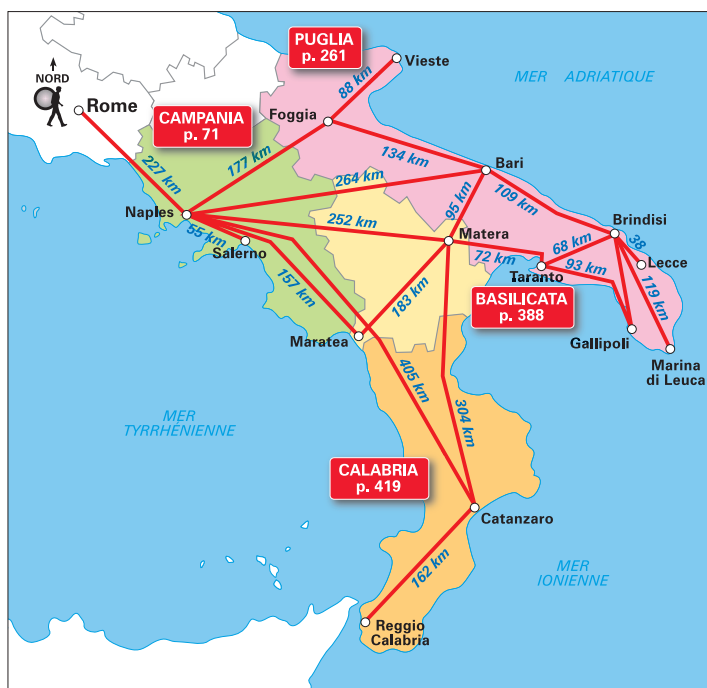 PUGLIA
p. 261
Vieste
MER ADRIATIQUE
NORD
88 km
Rome
CAMPANIA
p. 71
Foggia
134 km
Bari
227 km
177 km
264 km
95 km
109 km
Naples
252 km
Matera
Brindisi
55 km
Salerno
72 km
68 km
38
Lecce
Taranto
93 km
119 km
157 km
183 km
BASILICATA
p. 388
Maratea
Gallipoli
Marina
di Leuca
405 km
304 km
MER
TYRRHÉNIENNE
CALABRIA
p. 419
Catanzaro
162 km
MER
IONIENNE
Reggio
Calabria